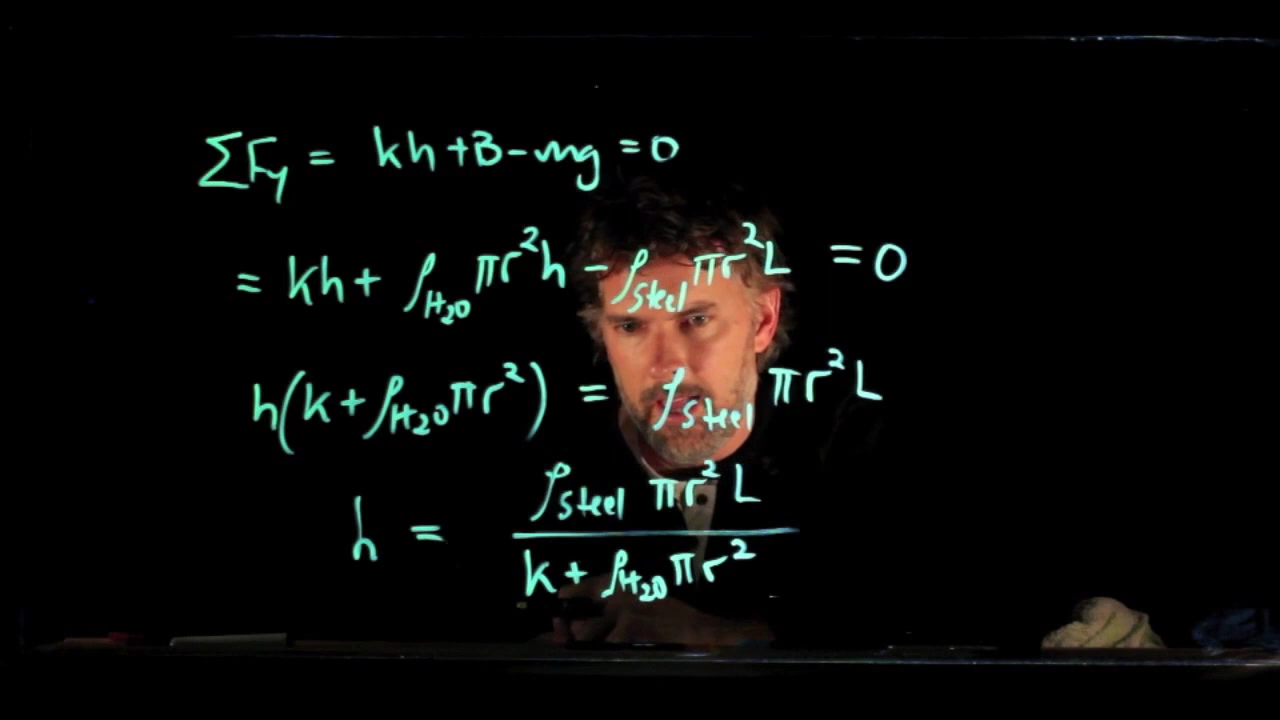 ΣFy = kh + B - mg = 0
= kh + ρH₂O πr²h - ρsteel πr²L = 0
h(k + ρH₂O πr²) = ρsteel πr²L
h = ρsteel πr²L / k + ρH₂O πr²